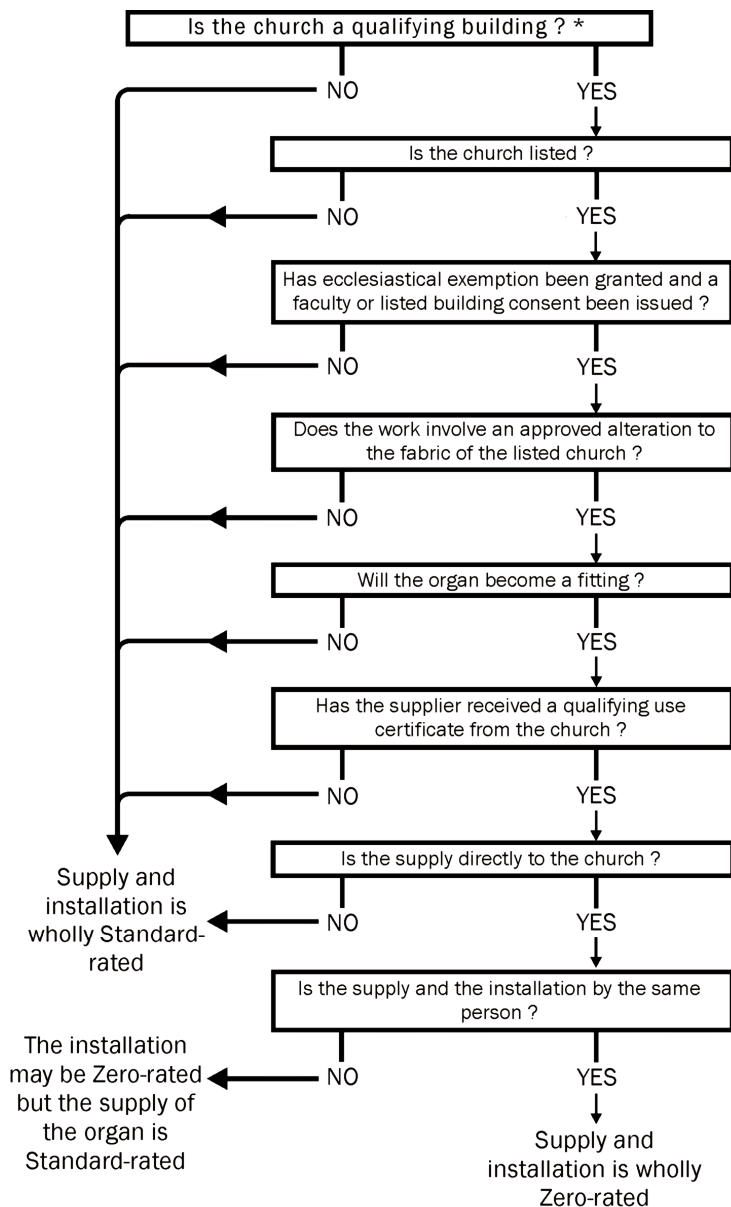 Is the church a qualifying building ? *
NO
YES
Is the church listed ?
NO
YES
Has ecclesiastical exemption been granted and a
faculty or listed building consent been issued ?
NO
YES
Does the work involve an approved alteration to
the fabric of the listed church ?
NO
YES
Will the organ become a fitting ?
NO
YES
Has the supplier received a qualifying use
certificate from the church ?
NO
YES
Is the supply directly to the church ?
NO
YES
Supply and
installation is
wholly Standard-
rated
Is the supply and the installation by the same
person ?
NO
YES
The installation
may be Zero-rated
but the supply of
the organ is
Standard-rated
Supply and
installation is wholly
Zero-rated